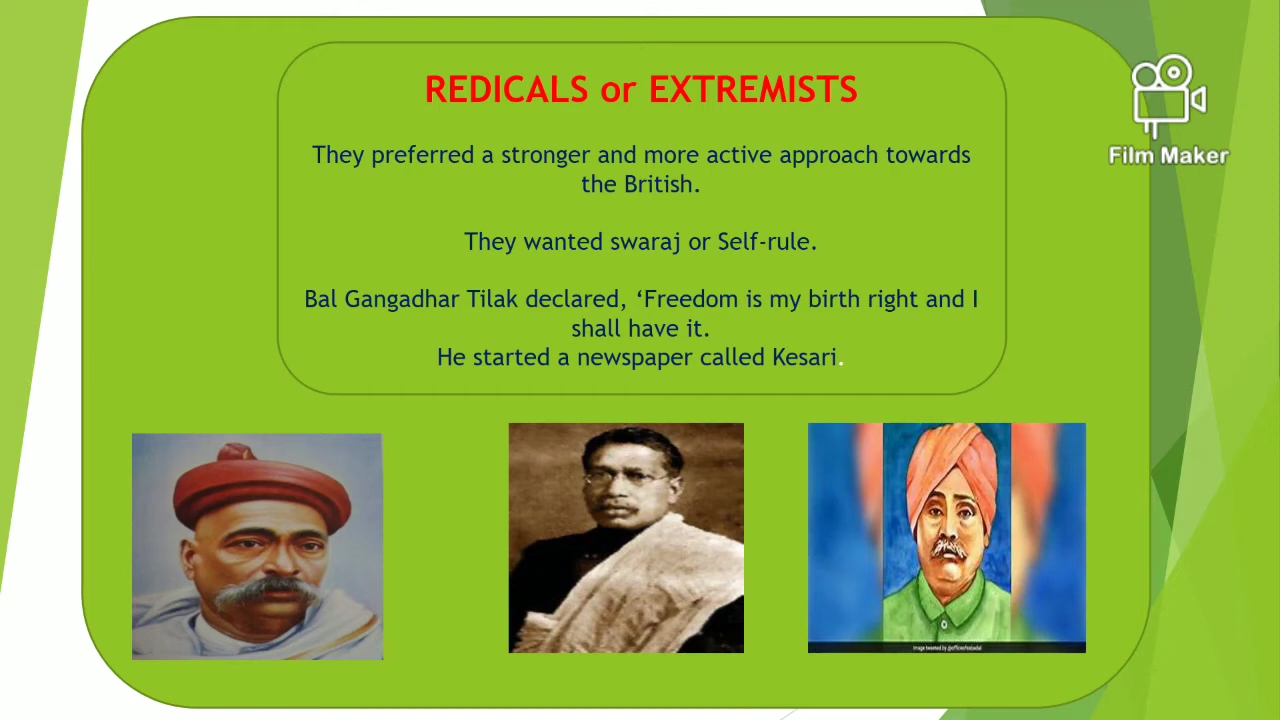 REDICALS or EXTREMISTS
They preferred a stronger and more active approach towards
the British.
They wanted swaraj or Self-rule.
Bal Gangadhar Tilak declared, ‘Freedom is my birth right and I
shall have it.
He started a newspaper called Kesari.
Film Maker